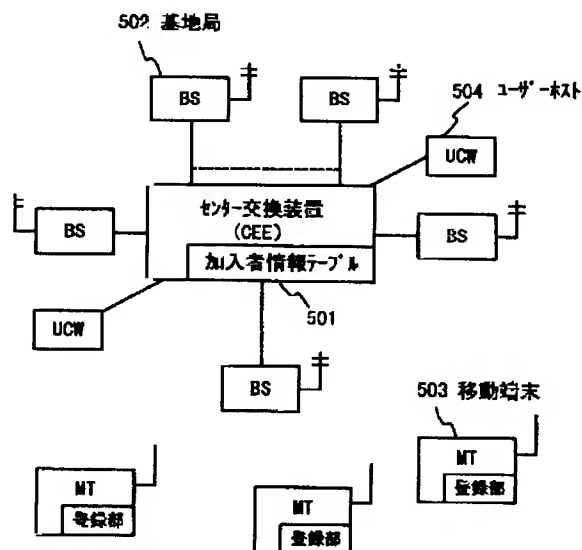 502 基地局
BS
BS
504 ユーザーホスト
UCW
センター交換装置
(CEE)
加入者情報テーブル
BS
BS
501
UCW
BS
503 移動端末
MT
登録部
MT
登録部
MT
登録部